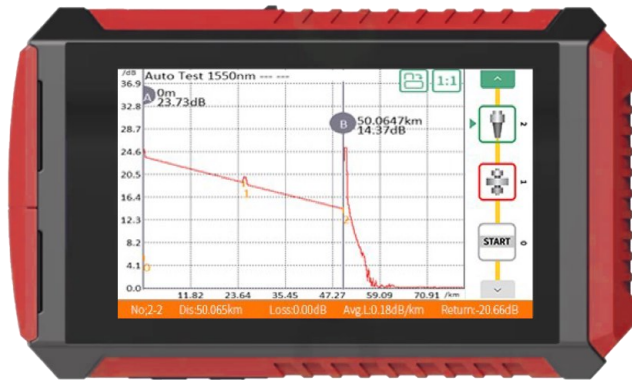 /dB
Auto Test 1550nm --- ---
1:1
36.9
A 0m
23.73dB
32.8
B 50.0647km
14.37dB
28.7
24.6
20.5
16.4
12.3
8.2
4.1
0.0
1
2
0
11.82 23.64 35.45 47.27 59.09 70.91 /km
2
1
START 0
No;2-2 Dis:50.065km Loss:0.00dB Avg.L:0.18dB/km Return:-20.66dB